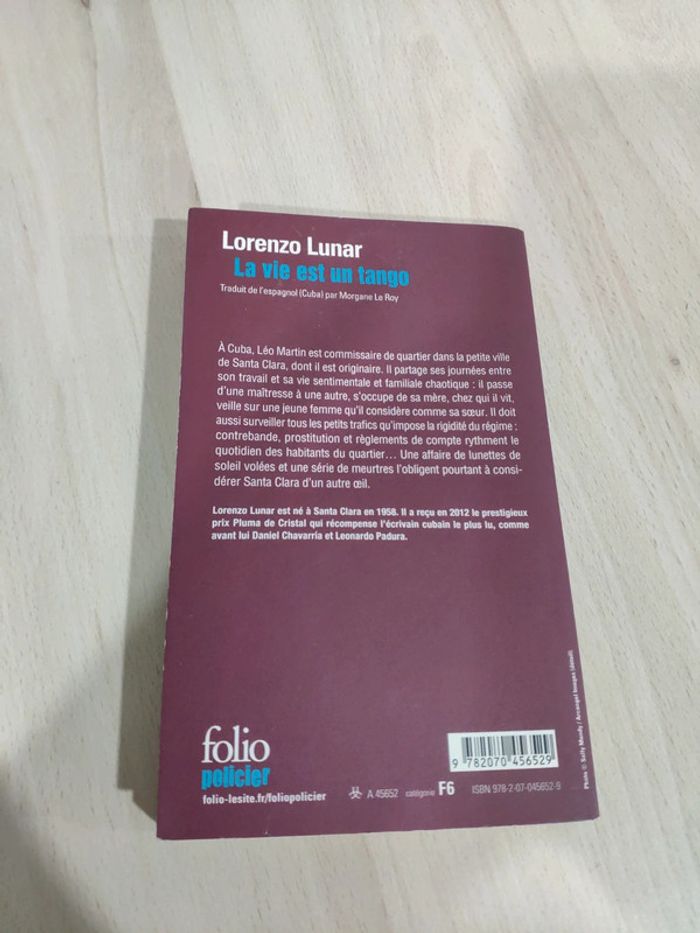 Lorenzo Lunar
La vie est un tango
Traduit de l'espagnol (Cuba) par Morgane Le Roy
À Cuba, Léo Martin est commissaire de quartier dans la petite ville
de Santa Clara, dont il est originaire. Il partage ses journées entre
son travail et sa vie sentimentale et familiale chaotique : il passe
d'une maîtresse à une autre, s'occupe de sa mère, chez qui il vit,
veille sur une jeune femme qu'il considère comme sa sœur. Il doit
aussi surveiller tous les petits trafics qu'impose la rigidité du régime :
contrebande, prostitution et règlements de compte rythment le
quotidien des habitants du quartier… Une affaire de lunettes de
soleil volées et une série de meurtres l'obligent pourtant à consi-
dérer Santa Clara d'un autre œil.
Lorenzo Lunar est né à Santa Clara en 1958. Il a reçu en 2012 le prestigieux
prix Pluma de Cristal qui récompense l'écrivain cubain le plus lu, comme
avant lui Daniel Chavarría et Leonardo Padura.
folio
policier
folio-lesite.fr/foliopolicier
A 45652 catégorie F6 ISBN 978-2-07-045652-9
9 782070 456529
Photo © Sally Mundy / Arcangel Images (détail).